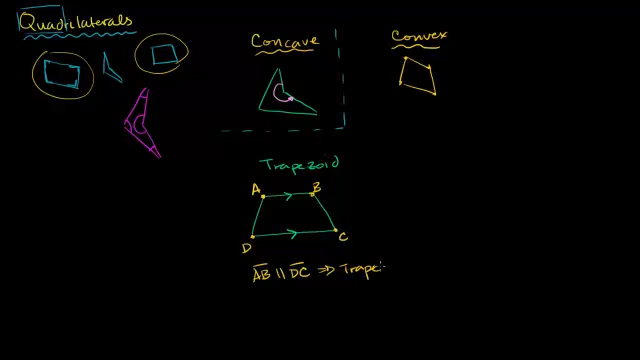 Quadrilaterals
Concave
Convex
Trapezoid
A B
D C
AB || DC ⇒ Trape